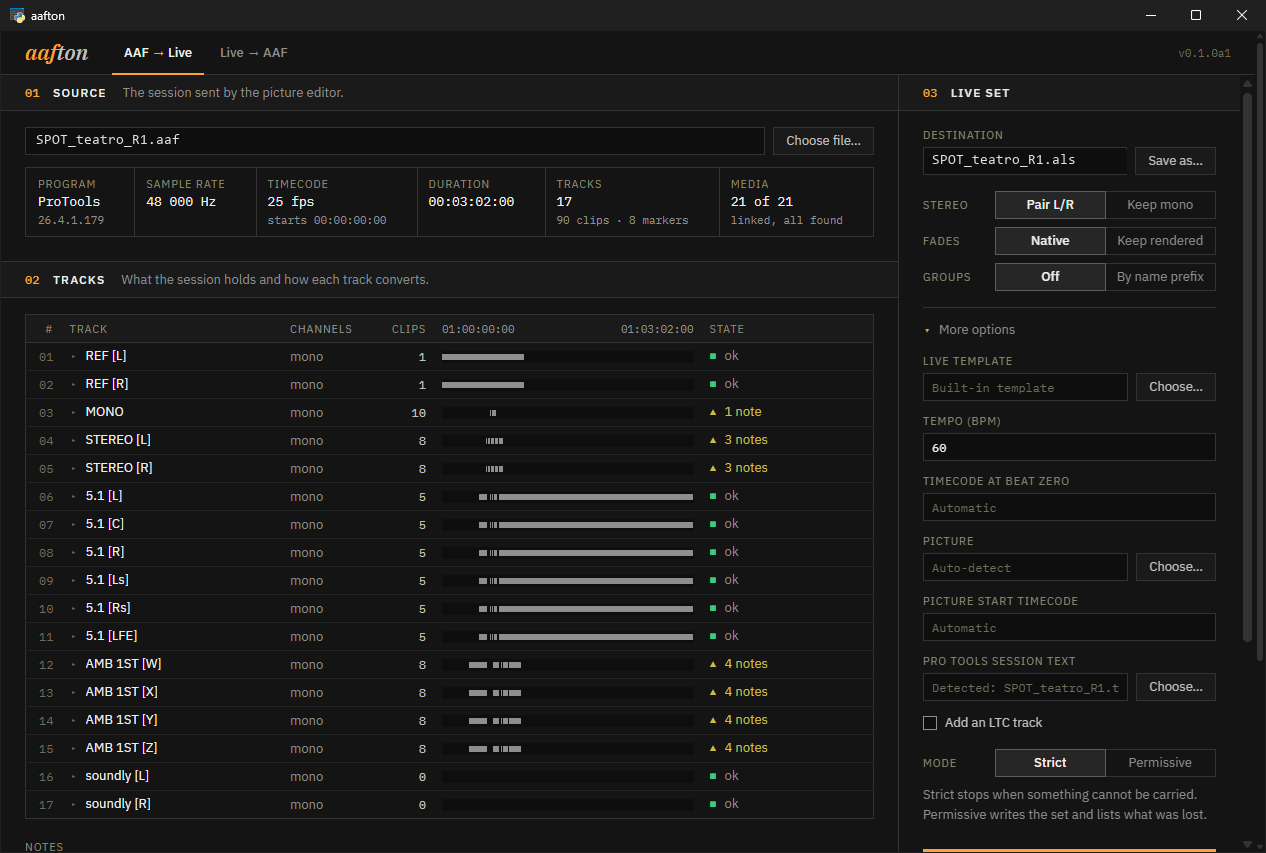 aafton
aafton AAF → Live Live → AAF v0.1.0a1
01 SOURCE The session sent by the picture editor.
SPOT_teatro_R1.aaf Choose file...
PROGRAM SAMPLE RATE TIMECODE DURATION TRACKS MEDIA
ProTools 48 000 Hz 25 fps 00:03:02:00 17 21 of 21
26.4.1.179 starts 00:00:00:00 90 clips · 8 markers linked, all found
02 TRACKS What the session holds and how each track converts.
# TRACK CHANNELS CLIPS 01:00:00:00 01:03:02:00 STATE
01 REF [L] mono 1 ok
02 REF [R] mono 1 ok
03 MONO mono 10 1 note
04 STEREO [L] mono 8 3 notes
05 STEREO [R] mono 8 3 notes
06 5.1 [L] mono 5 ok
07 5.1 [C] mono 5 ok
08 5.1 [R] mono 5 ok
09 5.1 [Ls] mono 5 ok
10 5.1 [Rs] mono 5 ok
11 5.1 [LFE] mono 5 ok
12 AMB 1ST [W] mono 8 4 notes
13 AMB 1ST [X] mono 8 4 notes
14 AMB 1ST [Y] mono 8 4 notes
15 AMB 1ST [Z] mono 8 4 notes
16 soundly [L] mono 0 ok
17 soundly [R] mono 0 ok
NOTES
03 LIVE SET
DESTINATION
SPOT_teatro_R1.als Save as...
STEREO Pair L/R Keep mono
FADES Native Keep rendered
GROUPS Off By name prefix
More options
LIVE TEMPLATE
Built-in template Choose...
TEMPO (BPM)
60
TIMECODE AT BEAT ZERO
Automatic
PICTURE
Auto-detect Choose...
PICTURE START TIMECODE
Automatic
PRO TOOLS SESSION TEXT
Detected: SPOT_teatro_R1.t Choose...
Add an LTC track
MODE Strict Permissive
Strict stops when something cannot be carried.
Permissive writes the set and lists what was lost.